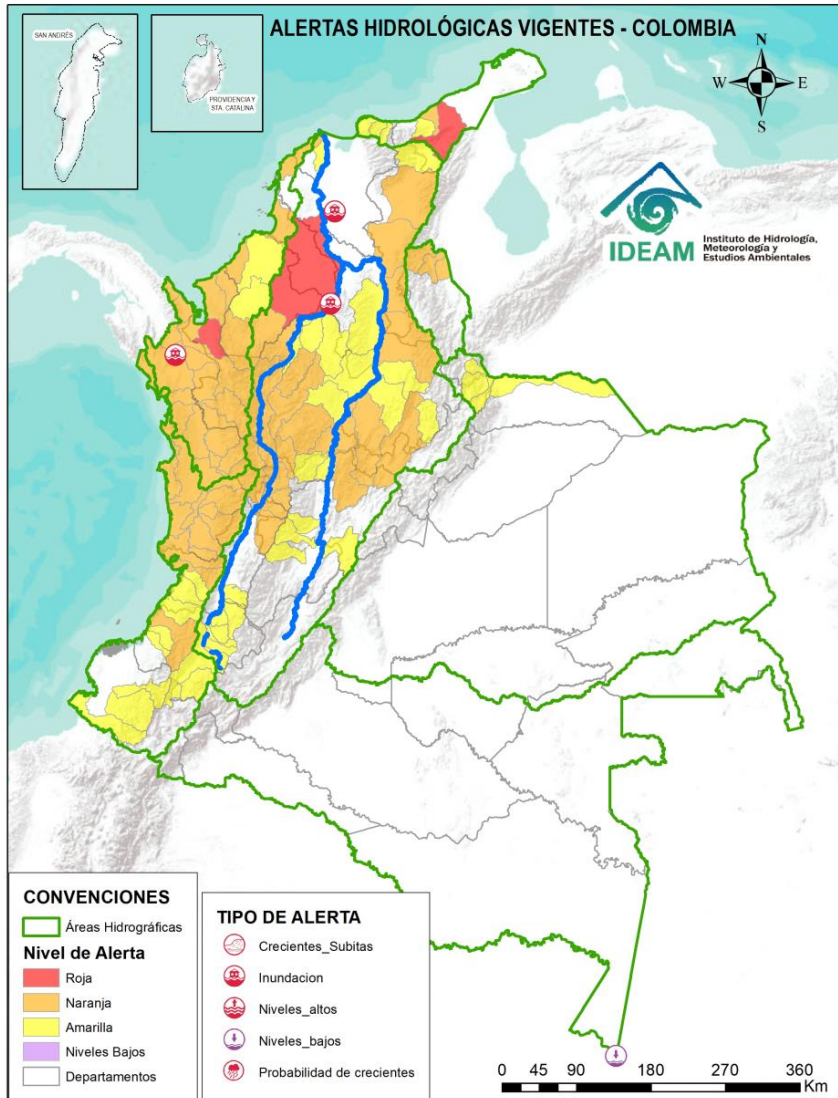 ALERTAS HIDROLÓGICAS VIGENTES - COLOMBIA
SAN ANDRÉS
PROVIDENCIA Y
STA. CATALINA
N
W
E
S
IDEAM
Instituto de Hidrología,
Meteorología y
Estudios Ambientales
CONVENCIONES
Áreas Hidrográficas
Nivel de Alerta
Roja
Naranja
Amarilla
Niveles Bajos
Departamentos
TIPO DE ALERTA
Crecientes_Subitas
Inundacion
Niveles_altos
Niveles_bajos
Probabilidad de crecientes
0 45 90 180 270 360
Km